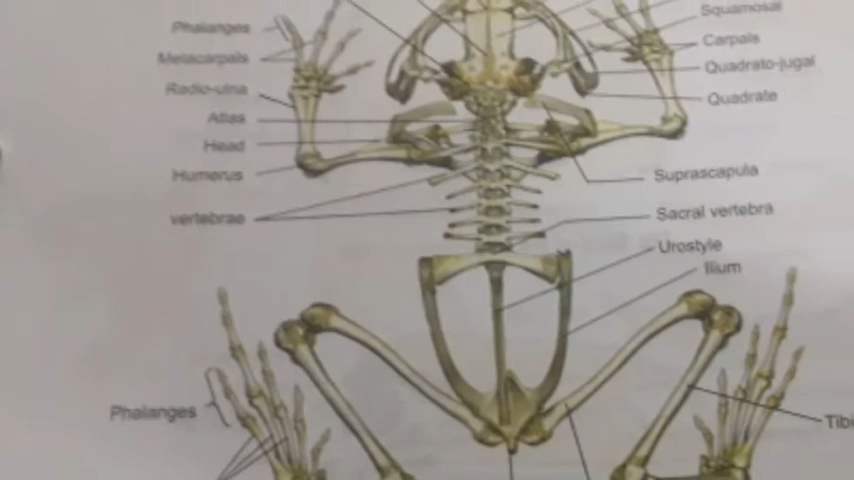 Phalanges
Metacarpals
Radio-ulna
Atlas
Head
Humerus
vertebrae
Squamosal
Carpals
Quadrato-jugal
Quadrate
Suprascapula
Sacral vertebra
Urostyle
Ilium
Phalanges
Tibi